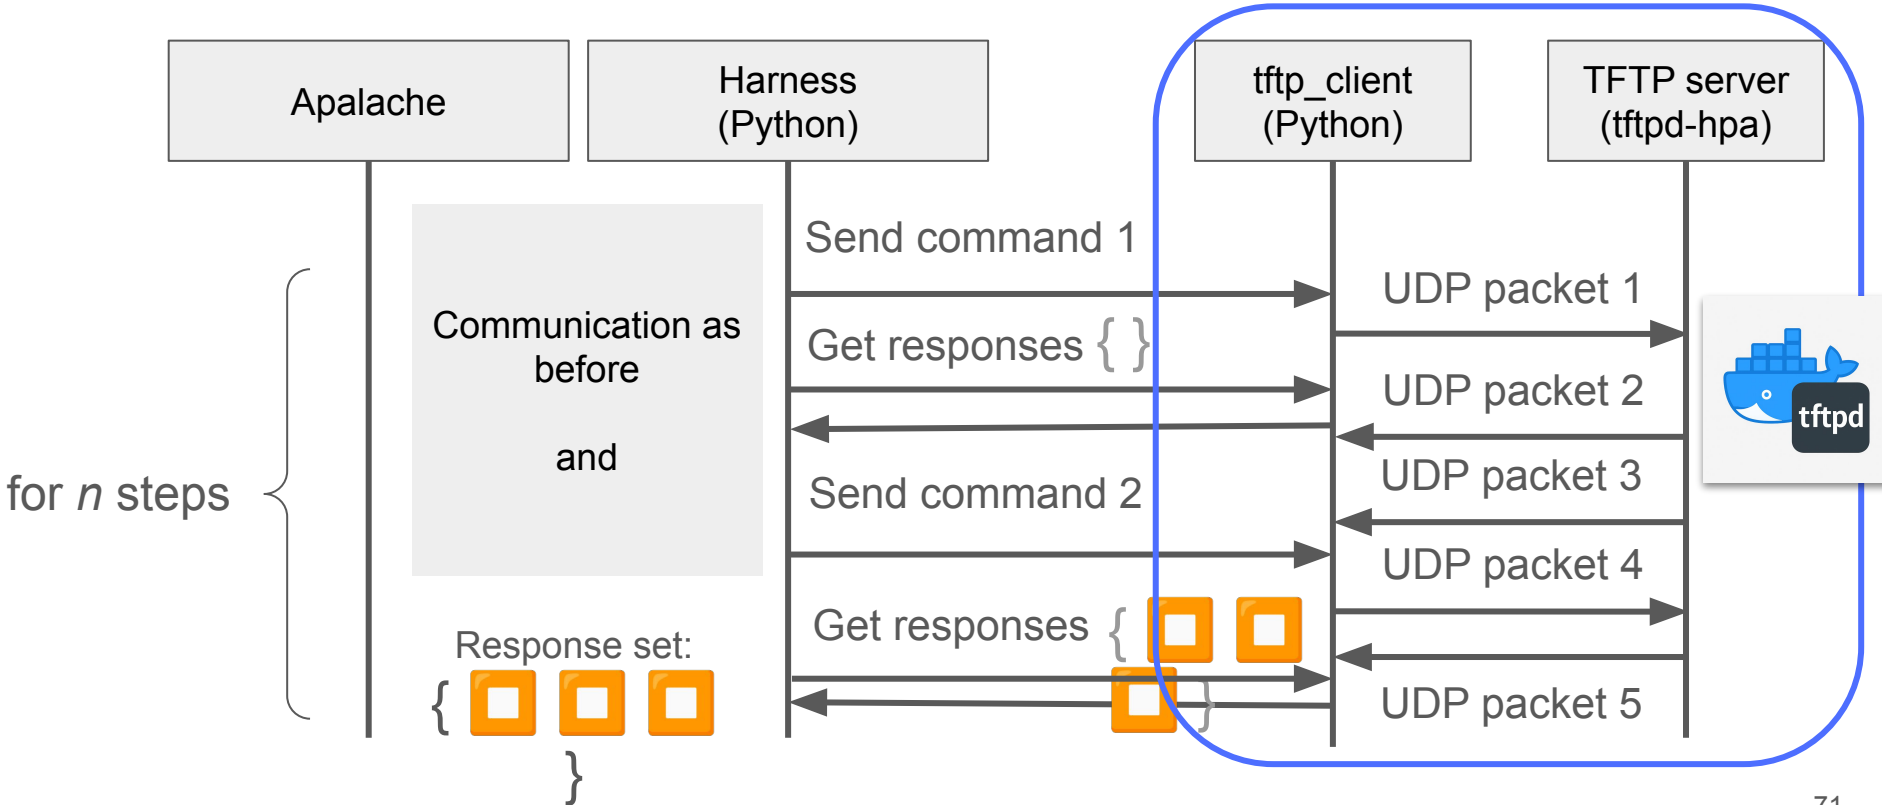 Apalache
Harness
(Python)
tftp_client
(Python)
TFTP server
(tftpd-hpa)
Send command 1
UDP packet 1
Communication as
before
and
Get responses { }
UDP packet 2
tftpd
UDP packet 3
for n steps
Send command 2
UDP packet 4
Get responses {
}
Response set:
{
}
UDP packet 5
71